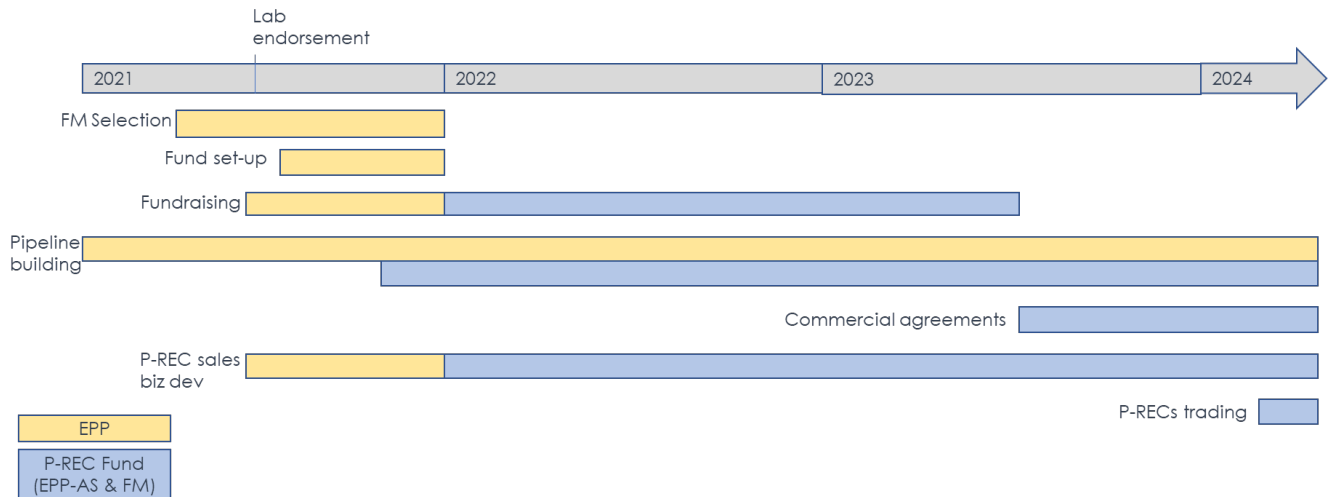 Lab
endorsement
2021
2022
2023
2024
FM Selection
Fund set-up
Fundraising
Pipeline
building
Commercial agreements
P-REC sales
biz dev
P-RECs trading
EPP
P-REC Fund
(EPP-AS & FM)